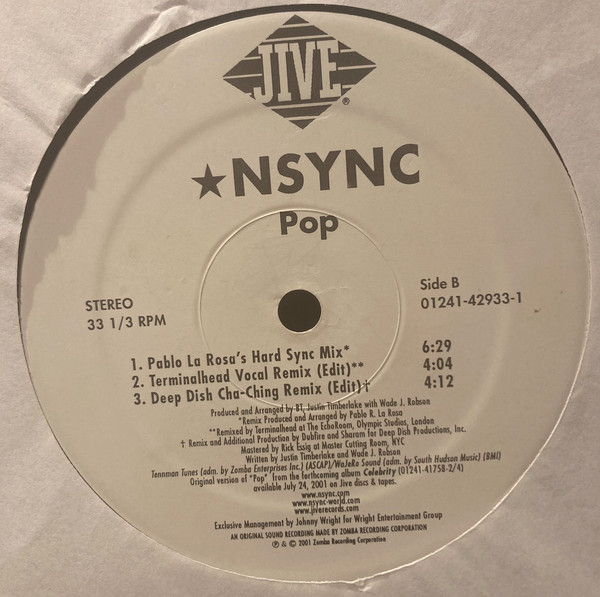 JIVE®
★NSYNC
Pop
STEREO
33 1/3 RPM
Side B
01241-42933-1
1. Pablo La Rosa's Hard Sync Mix* 6:29
2. Terminalhead Vocal Remix (Edit)** 4:04
3. Deep Dish Cha-Ching Remix (Edit)† 4:12
Produced and Arranged by BT, Justin Timberlake with Wade J. Robson
*Remix Produced and Arranged by Pablo R. La Rosa
**Remixed by Terminalhead at The EchoRoom, Olympic Studios, London
† Remix and Additional Production by Dubfire and Sharam for Deep Dish Productions, Inc.
Mastered by Rick Essig at Master Cutting Room, NYC
Written by Justin Timberlake and Wade J. Robson
Tennman Tunes (adm. by Zomba Enterprises Inc.) (ASCAP)/WaJeRo Sound (adm. by South Hudson Music) (BMI)
Original version of "Pop" from the forthcoming album Celebrity (01241-41758-2/4)
available July 24, 2001 on Jive discs & tapes.
www.nsync.com
www.nsync-world.com
www.jiverecords.com
Exclusive Management by Johnny Wright for Wright Entertainment Group
AN ORIGINAL SOUND RECORDING MADE BY ZOMBA RECORDING CORPORATION
℗ & © 2001 Zomba Recording Corporation